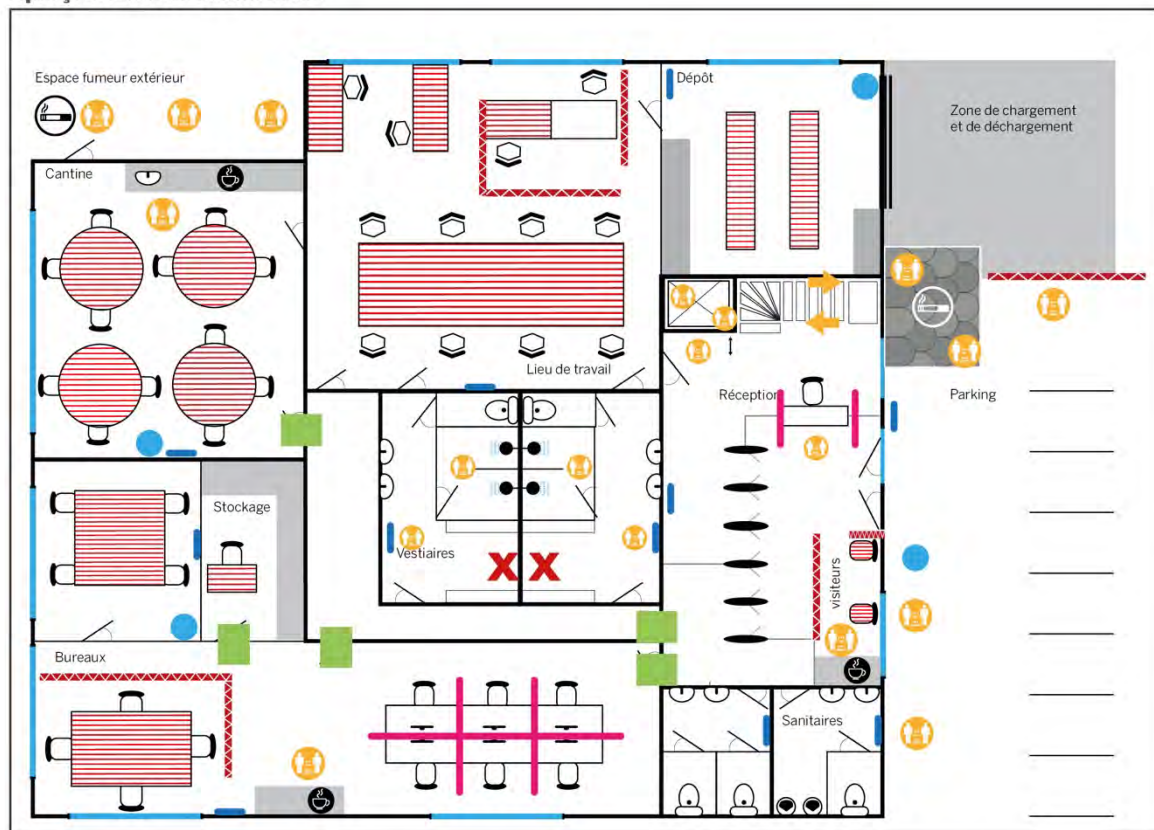 Espace fumeur extérieur
Dépôt
Zone de chargement
et de déchargement
Cantine
Lieu de travail
Réception
Parking
Stockage
Vestiaires
visiteurs
Bureaux
Sanitaires